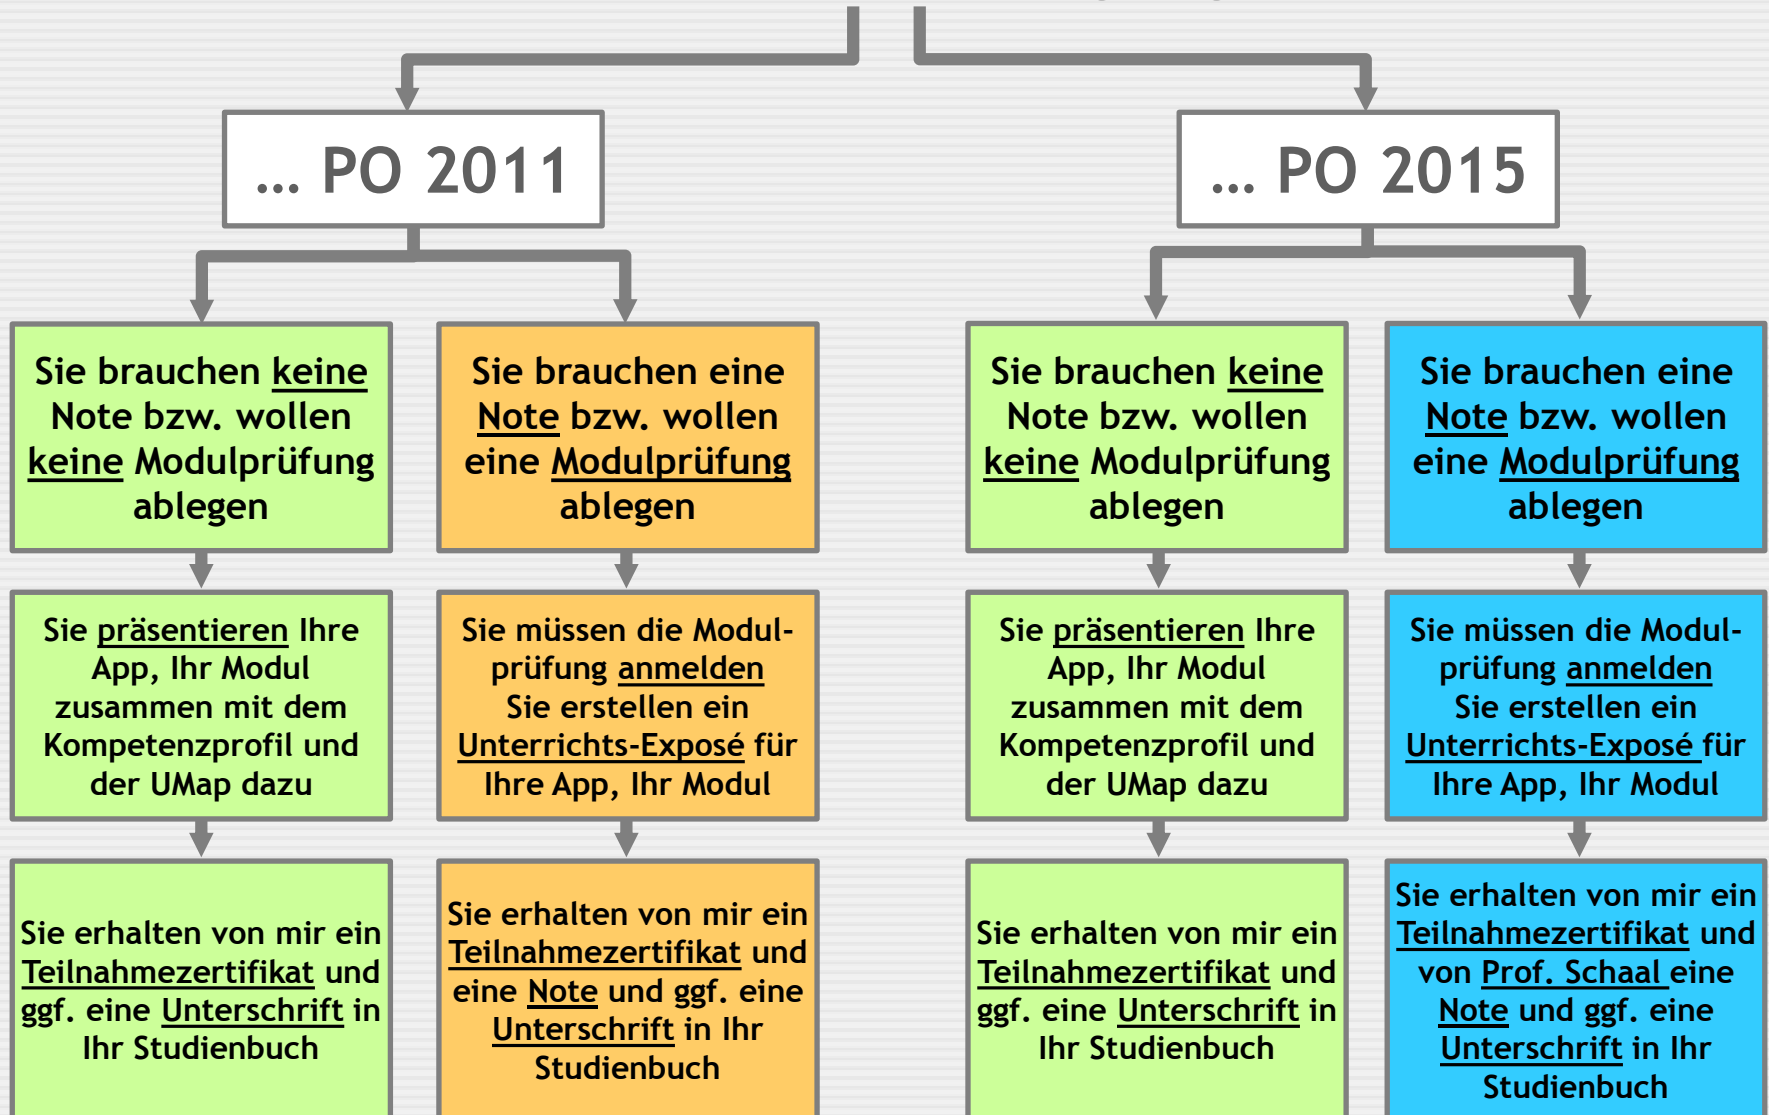 ... PO 2011
... PO 2015
Sie brauchen keine
Note bzw. wollen
keine Modulprüfung
ablegen
Sie brauchen eine
Note bzw. wollen
eine Modulprüfung
ablegen
Sie brauchen keine
Note bzw. wollen
keine Modulprüfung
ablegen
Sie brauchen eine
Note bzw. wollen
eine Modulprüfung
ablegen
Sie präsentieren Ihre
App, Ihr Modul
zusammen mit dem
Kompetenzprofil und
der UMap dazu
Sie müssen die Modul-
prüfung anmelden
Sie erstellen ein
Unterrichts-Exposé für
Ihre App, Ihr Modul
Sie präsentieren Ihre
App, Ihr Modul
zusammen mit dem
Kompetenzprofil und
der UMap dazu
Sie müssen die Modul-
prüfung anmelden
Sie erstellen ein
Unterrichts-Exposé für
Ihre App, Ihr Modul
Sie erhalten von mir ein
Teilnahmezertifikat und
ggf. eine Unterschrift in
Ihr Studienbuch
Sie erhalten von mir ein
Teilnahmezertifikat und
eine Note und ggf. eine
Unterschrift in Ihr
Studienbuch
Sie erhalten von mir ein
Teilnahmezertifikat und
ggf. eine Unterschrift in
Ihr Studienbuch
Sie erhalten von mir ein
Teilnahmezertifikat und
von Prof. Schaal eine
Note und ggf. eine
Unterschrift in Ihr
Studienbuch